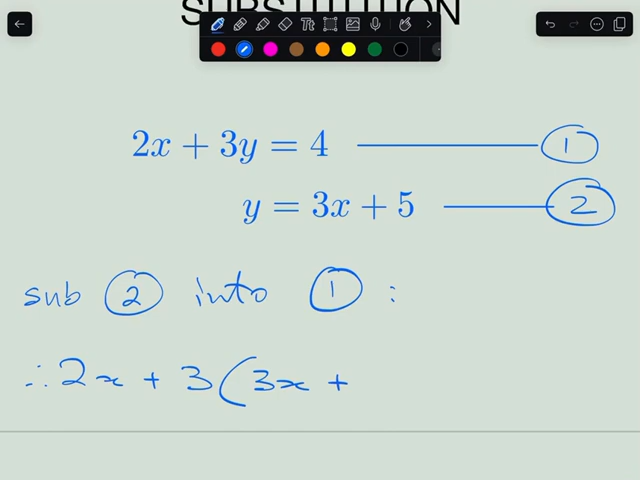 SUBSTITUTION
2x + 3y = 4 ——— ①
y = 3x + 5 ——— ②
sub ② into ① :
∴ 2x + 3(3x +